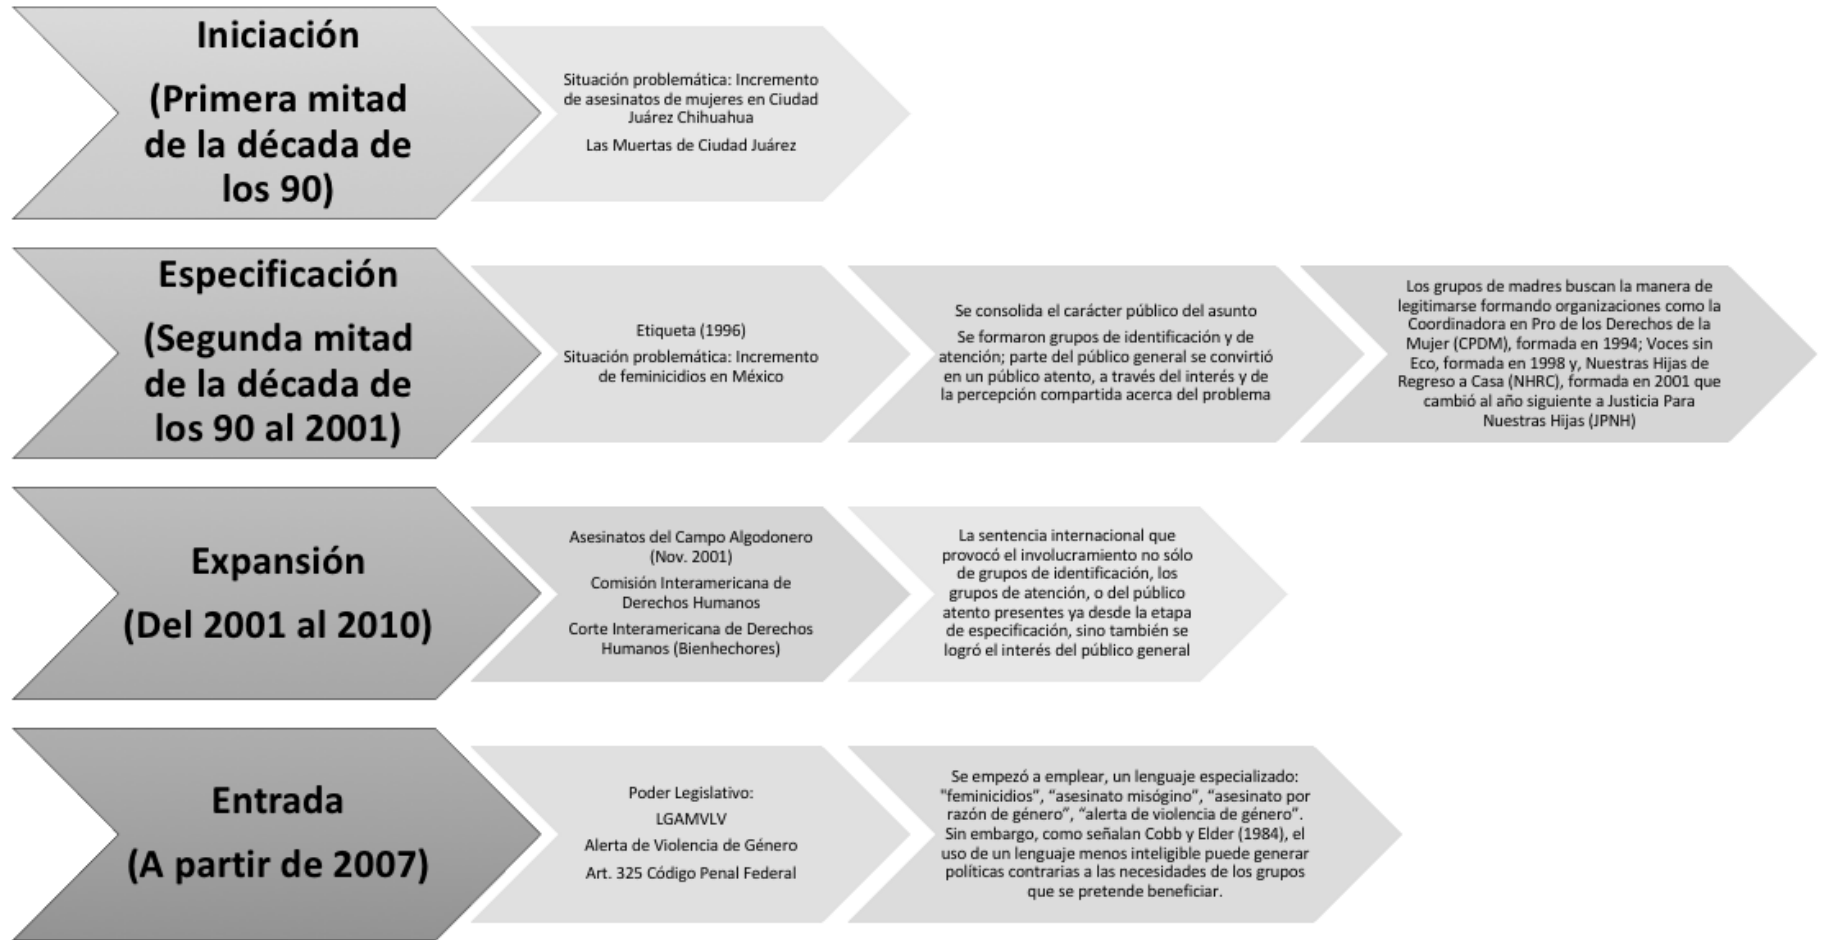 Iniciación
(Primera mitad
de la década de
los 90)
Situación problemática: Incremento
de asesinatos de mujeres en Ciudad
Juárez Chihuahua
Las Muertas de Ciudad Juárez
Especificación
(Segunda mitad
de la década de
los 90 al 2001)
Etiqueta (1996)
Situación problemática: Incremento
de feminicidios en México
Se consolida el carácter público del asunto
Se formaron grupos de identificación y de
atención; parte del público general se convirtió
en un público atento, a través del interés y de
la percepción compartida acerca del problema
Los grupos de madres buscan la manera de
legitimarse formando organizaciones como la
Coordinadora en Pro de los Derechos de la
Mujer (CPDM), formada en 1994; Voces sin
Eco, formada en 1998 y, Nuestras Hijas de
Regreso a Casa (NHRC), formada en 2001 que
cambió al año siguiente a Justicia Para
Nuestras Hijas (JPNH)
Expansión
(Del 2001 al 2010)
Asesinatos del Campo Algodonero
(Nov. 2001)
Comisión Interamericana de
Derechos Humanos
Corte Interamericana de Derechos
Humanos (Bienhechores)
La sentencia internacional que
provocó el involucramiento no sólo
de grupos de identificación, los
grupos de atención, o del público
atento presentes ya desde la etapa
de especificación, sino también se
logró el interés del público general
Entrada
(A partir de 2007)
Poder Legislativo:
LGAMVLV
Alerta de Violencia de Género
Art. 325 Código Penal Federal
Se empezó a emplear, un lenguaje especializado:
"feminicidios", “asesinato misógino”, “asesinato por
razón de género”, “alerta de violencia de género”.
Sin embargo, como señalan Cobb y Elder (1984), el
uso de un lenguaje menos inteligible puede generar
políticas contrarias a las necesidades de los grupos
que se pretende beneficiar.